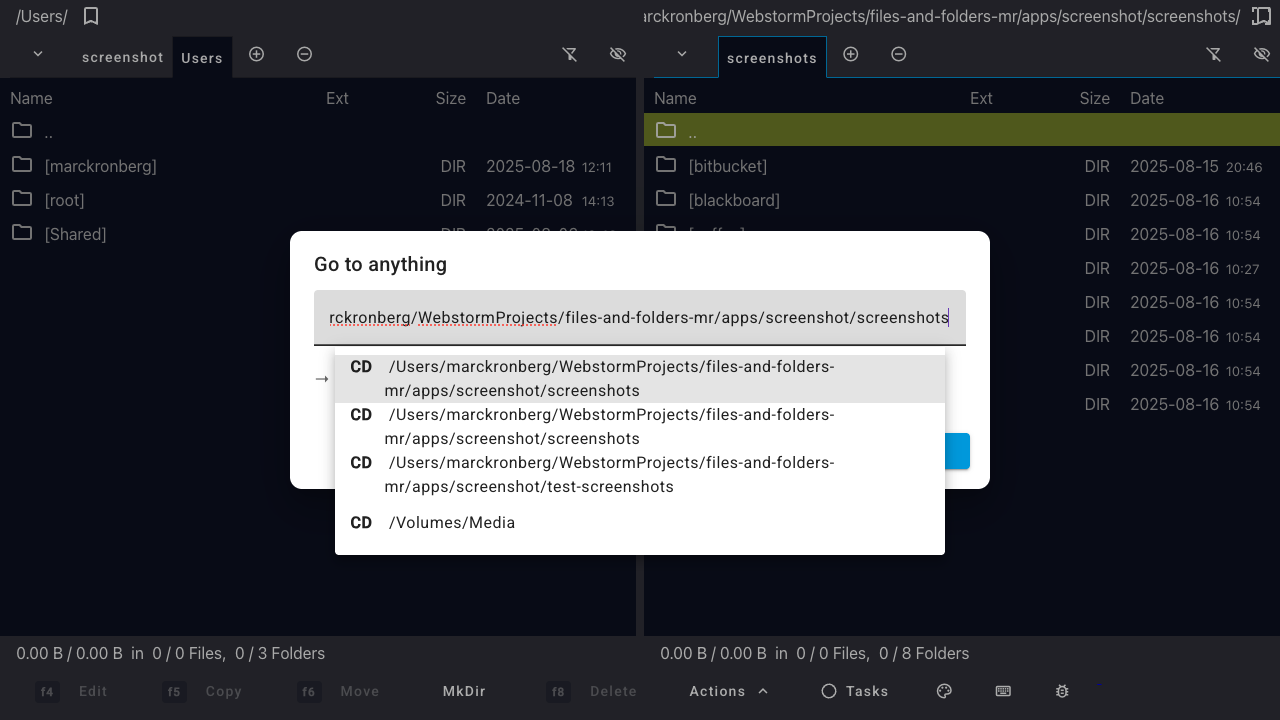 /Users/
rckronberg/WebstormProjects/files-and-folders-mr/apps/screenshot/screenshots/
screenshot Users
screenshots
Name Ext Size Date
Name Ext Size Date
..
[marckronberg] DIR 2025-08-18 12:11
[root] DIR 2024-11-08 14:13
[Shared]
..
[bitbucket] DIR 2025-08-15 20:46
[blackboard] DIR 2025-08-16 10:54
DIR 2025-08-16 10:54
DIR 2025-08-16 10:27
DIR 2025-08-16 10:54
DIR 2025-08-16 10:54
DIR 2025-08-16 10:54
DIR 2025-08-16 10:54
Go to anything
rckronberg/WebstormProjects/files-and-folders-mr/apps/screenshot/screenshots
→
CD /Users/marckronberg/WebstormProjects/files-and-folders-
mr/apps/screenshot/screenshots
CD /Users/marckronberg/WebstormProjects/files-and-folders-
mr/apps/screenshot/screenshots
CD /Users/marckronberg/WebstormProjects/files-and-folders-
mr/apps/screenshot/test-screenshots
CD /Volumes/Media
0.00 B / 0.00 B in 0 / 0 Files, 0 / 3 Folders
0.00 B / 0.00 B in 0 / 0 Files, 0 / 8 Folders
f4 Edit f5 Copy f6 Move MkDir f8 Delete Actions Tasks